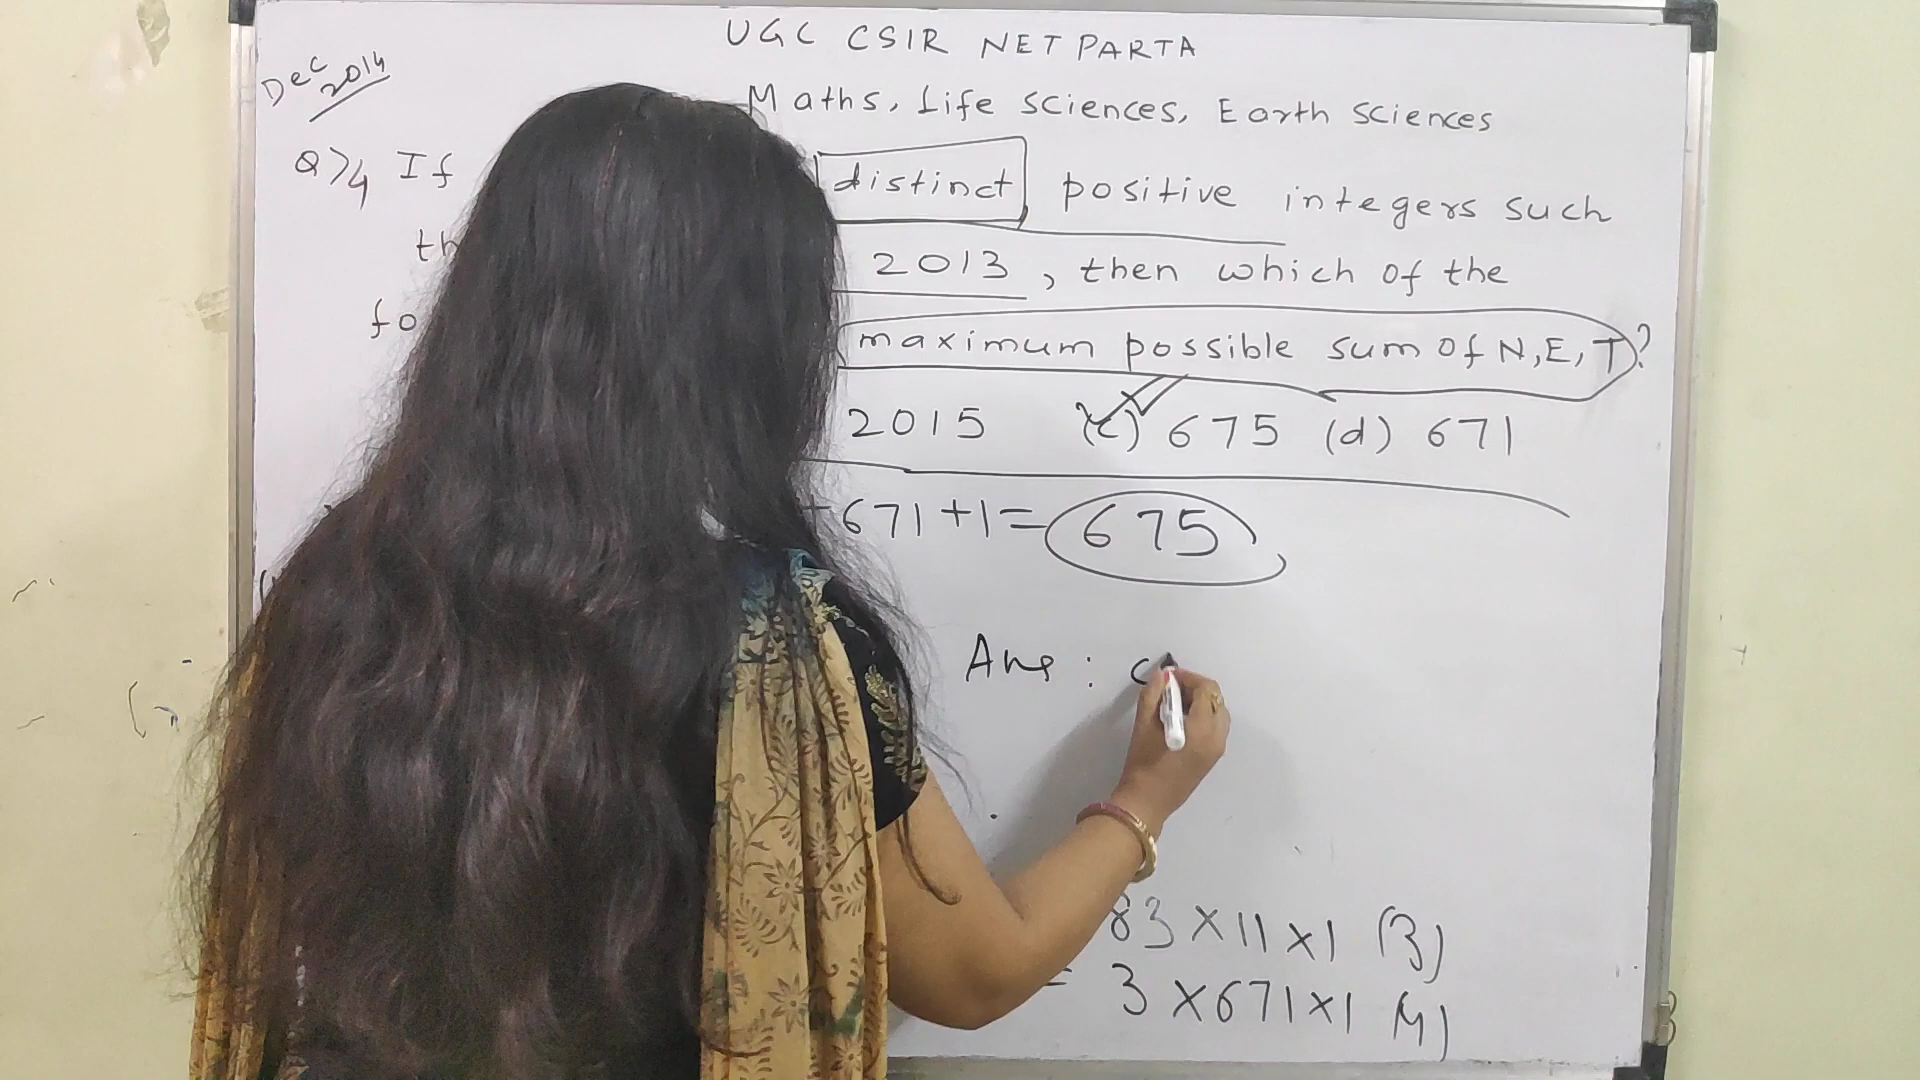 UGC CSIR NET PART A
Dec 2014
Maths, Life Sciences, Earth Sciences
Q>4 If distinct positive integers such
th 2013, then which of the
fo maximum possible sum of N,E,T?
2015 (c) 675 (d) 671
+671+1=675
Ans: c
83×11×1 (3)
= 3×671×1